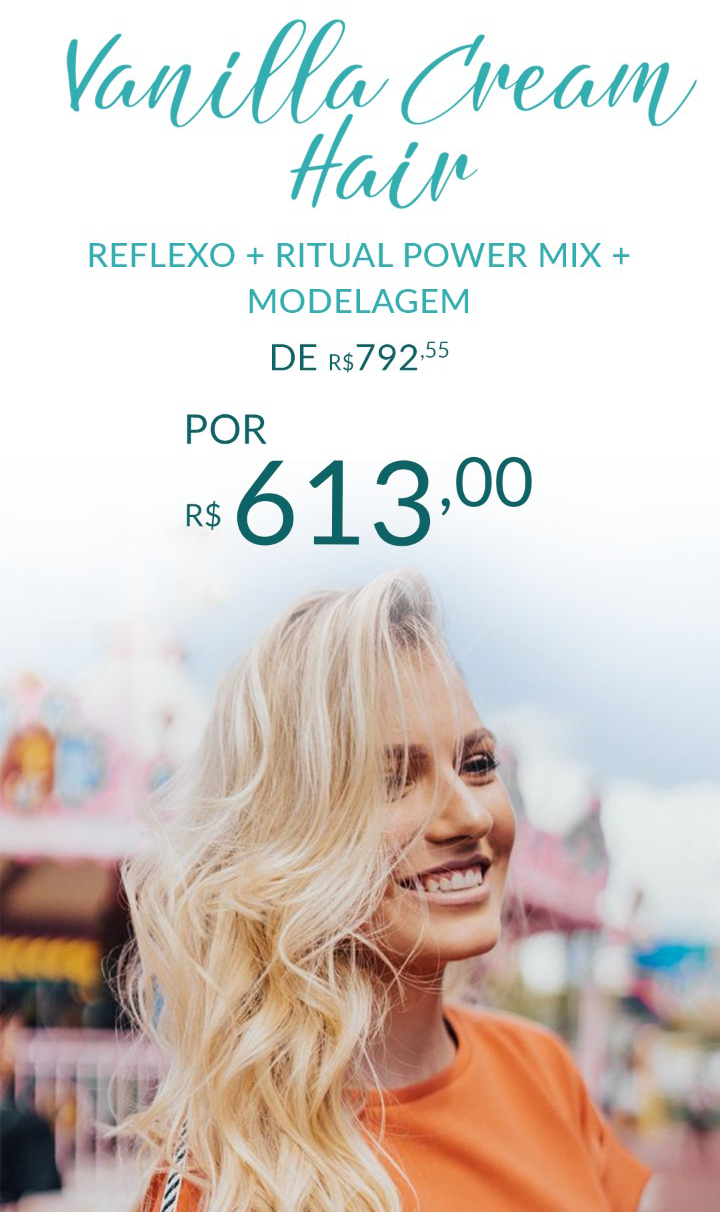 Vanilla Cream
Hair
REFLEXO + RITUAL POWER MIX +
MODELAGEM
DE R$792,55
POR
R$ 613,00